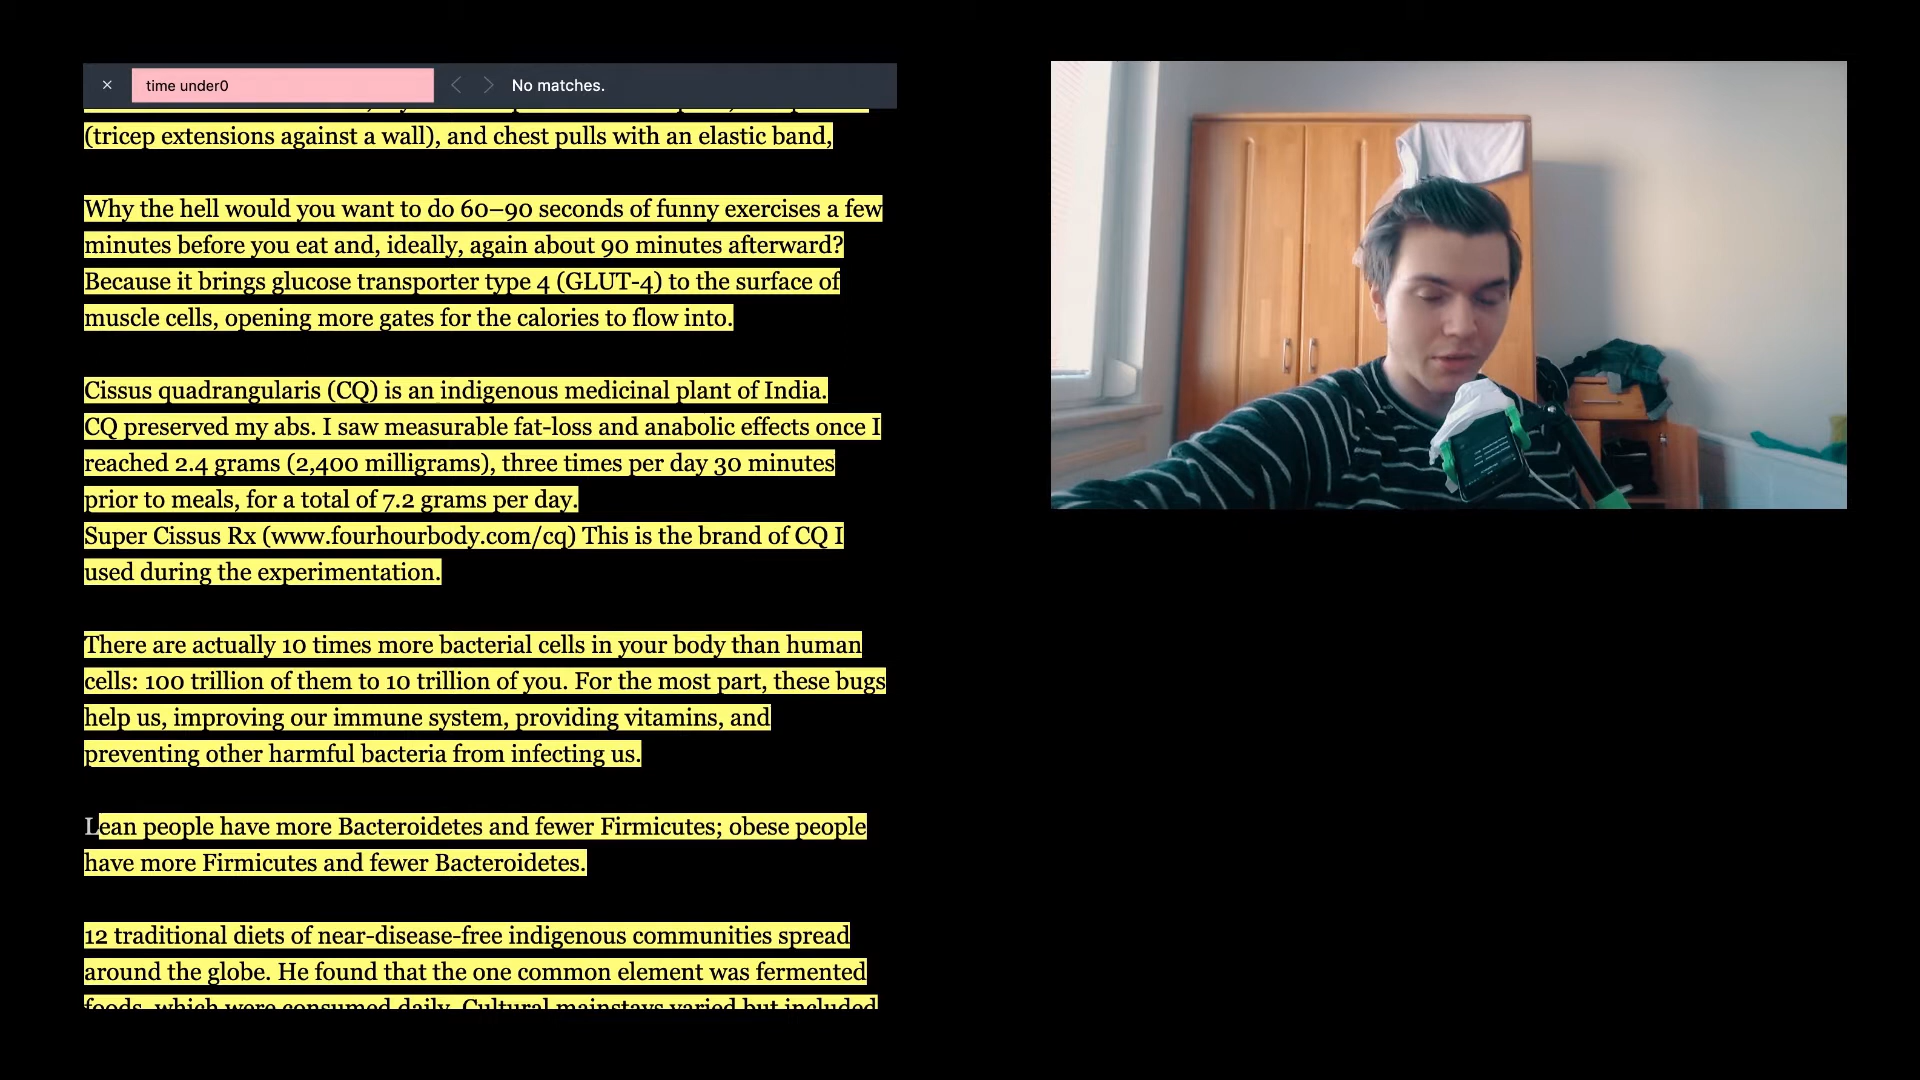 × time under0 < > No matches.
(tricep extensions against a wall), and chest pulls with an elastic band,
Why the hell would you want to do 60–90 seconds of funny exercises a few
minutes before you eat and, ideally, again about 90 minutes afterward?
Because it brings glucose transporter type 4 (GLUT-4) to the surface of
muscle cells, opening more gates for the calories to flow into.
Cissus quadrangularis (CQ) is an indigenous medicinal plant of India.
CQ preserved my abs. I saw measurable fat-loss and anabolic effects once I
reached 2.4 grams (2,400 milligrams), three times per day 30 minutes
prior to meals, for a total of 7.2 grams per day.
Super Cissus Rx (www.fourhourbody.com/cq) This is the brand of CQ I
used during the experimentation.
There are actually 10 times more bacterial cells in your body than human
cells: 100 trillion of them to 10 trillion of you. For the most part, these bugs
help us, improving our immune system, providing vitamins, and
preventing other harmful bacteria from infecting us.
Lean people have more Bacteroidetes and fewer Firmicutes; obese people
have more Firmicutes and fewer Bacteroidetes.
12 traditional diets of near-disease-free indigenous communities spread
around the globe. He found that the one common element was fermented
foods, which were consumed daily. Cultural mainstays varied but included